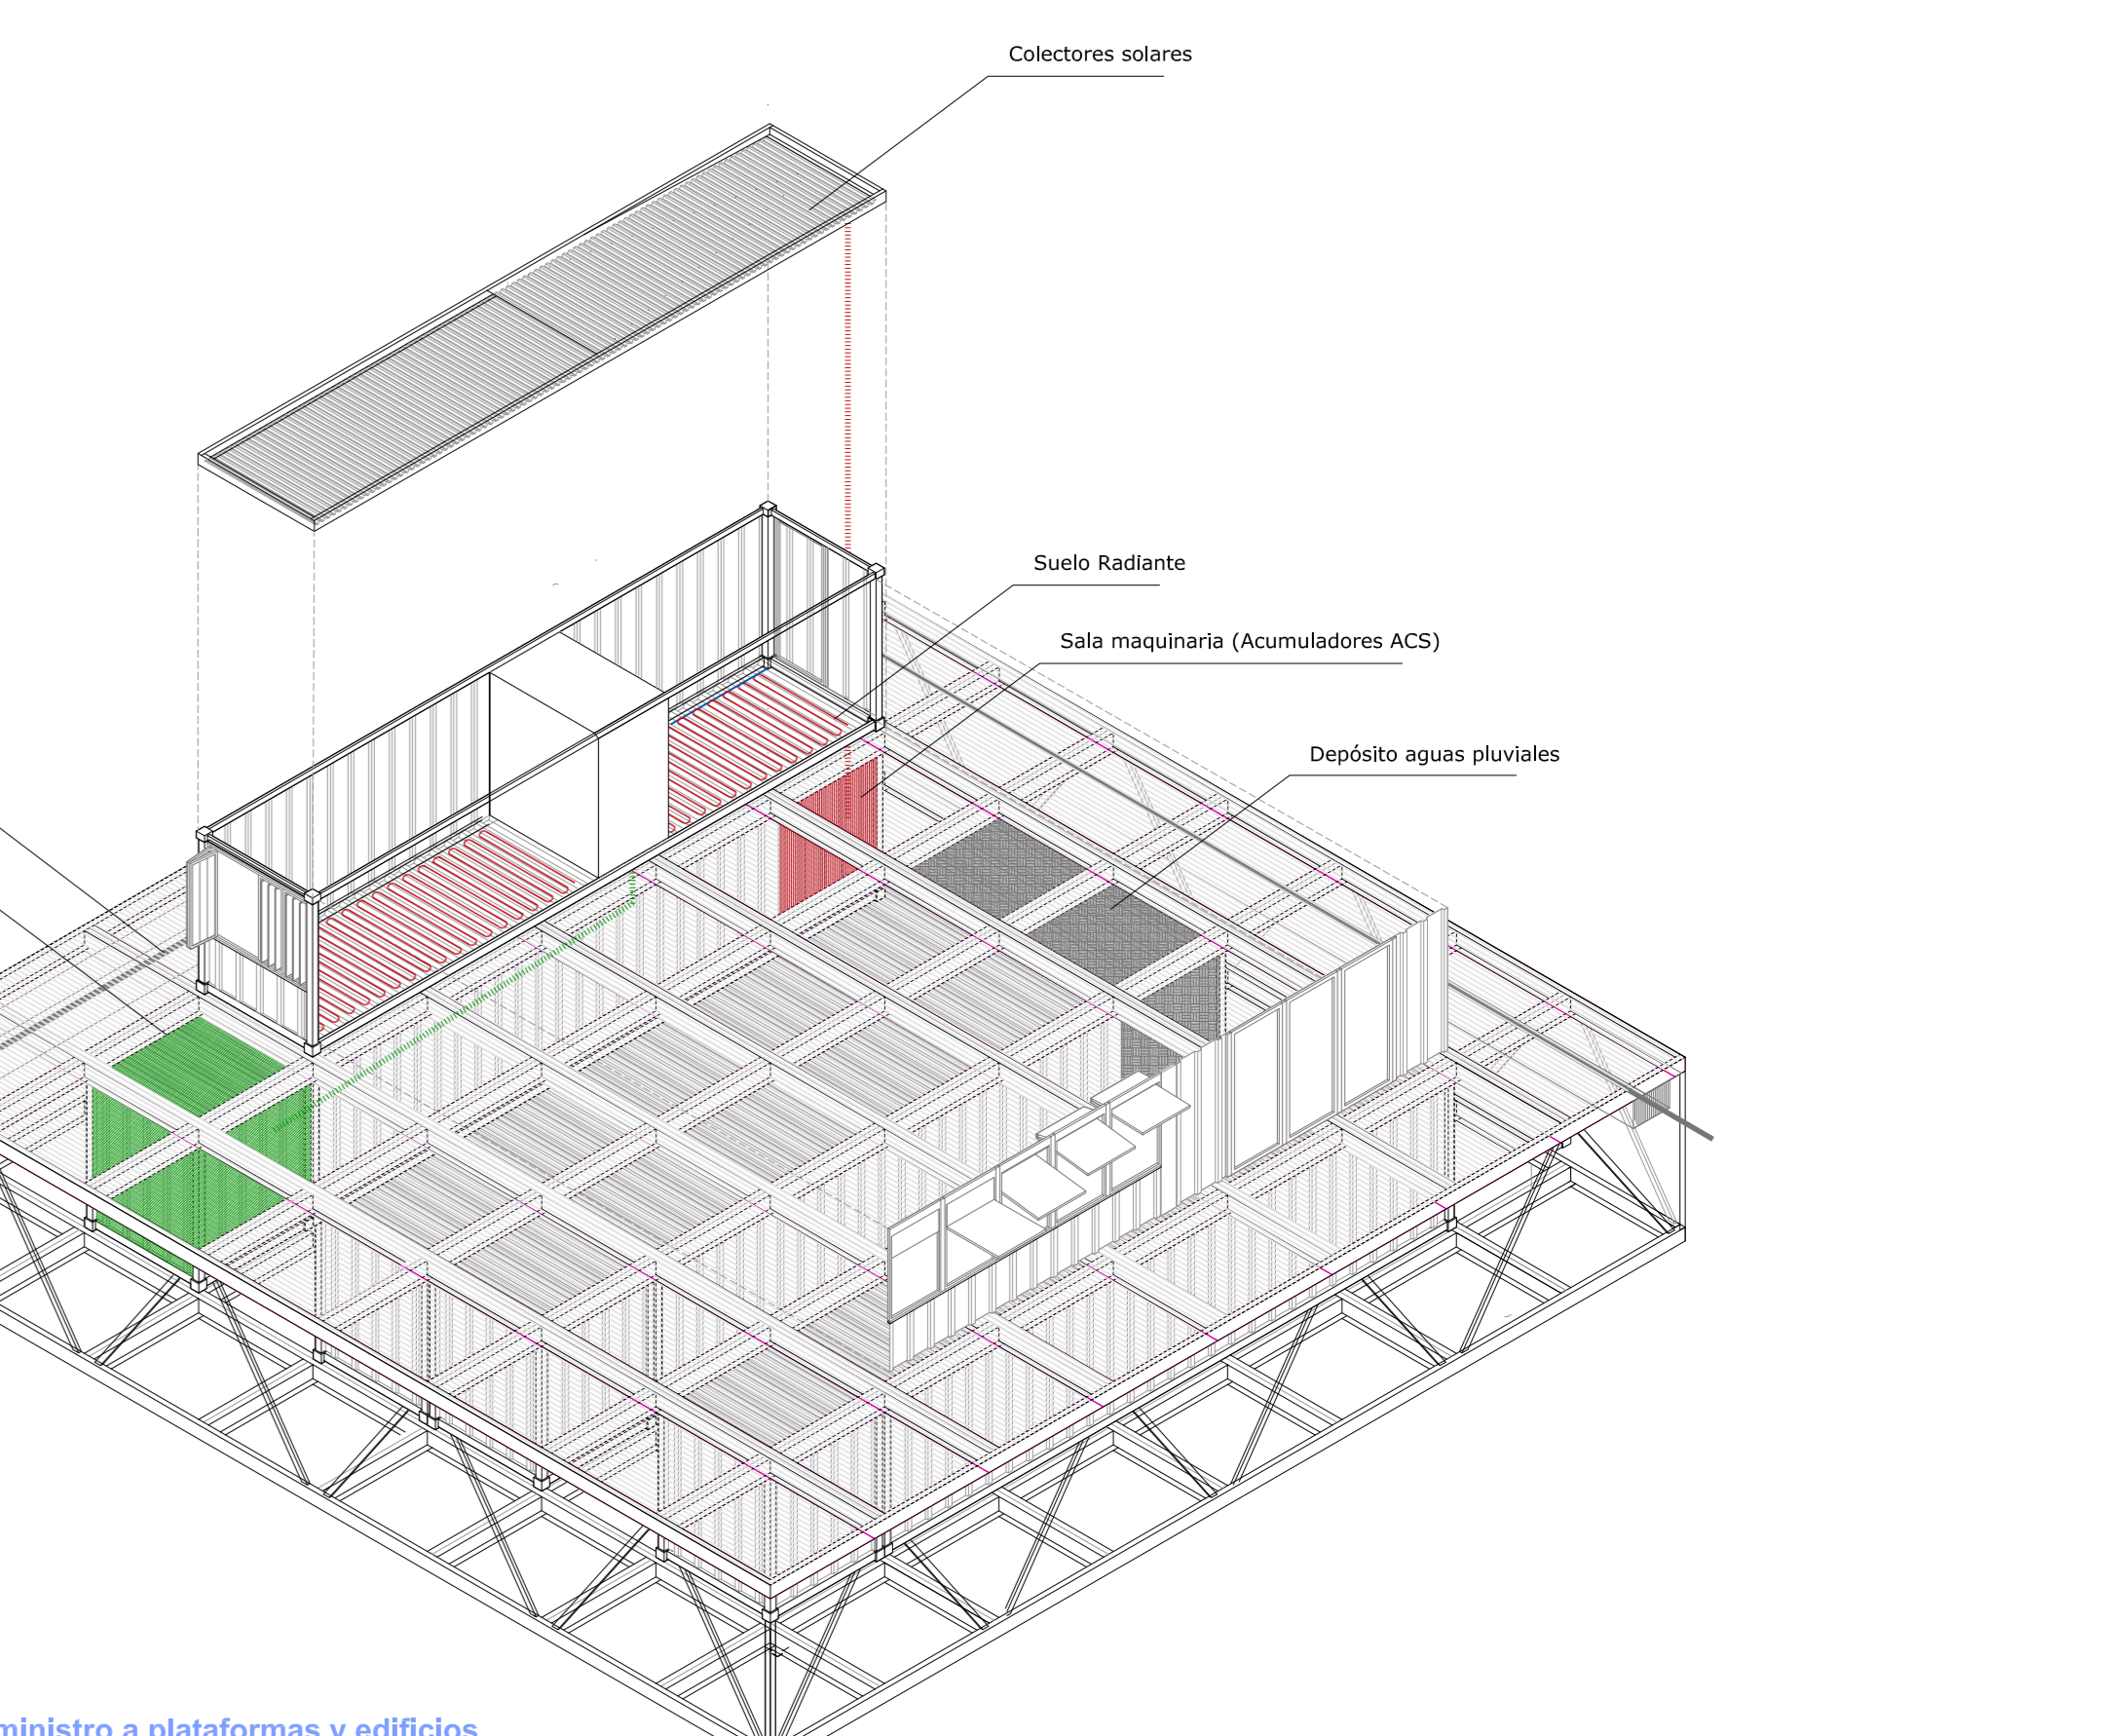 Colectores solares
Suelo Radiante
Sala maquinaria (Acumuladores ACS)
Depósito aguas pluviales
ministro a plataformas y edificios